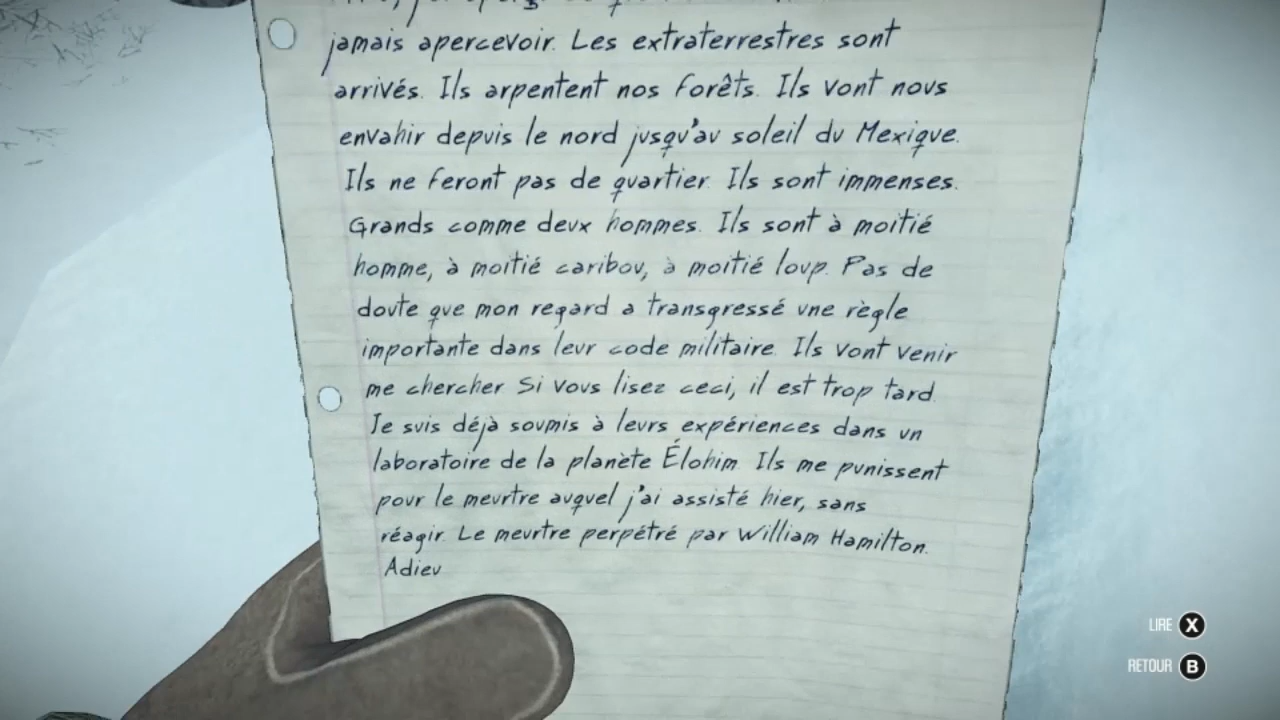 jamais apercevoir. Les extraterrestres sont
arrivés. Ils arpentent nos forêts. Ils vont nous
envahir depuis le nord jusqu'au soleil du Mexique.
Ils ne feront pas de quartier. Ils sont immenses.
Grands comme deux hommes. Ils sont à moitié
homme, à moitié caribou, à moitié loup. Pas de
doute que mon regard a transgressé une règle
importante dans leur code militaire. Ils vont venir
me chercher Si vous lisez ceci, il est trop tard.
Je suis déjà soumis à leurs expériences dans un
laboratoire de la planète Élohim. Ils me punissent
pour le meurtre auquel j'ai assisté hier, sans
réagir. Le meurtre perpétré par William Hamilton.
Adieu
LIRE X
RETOUR B